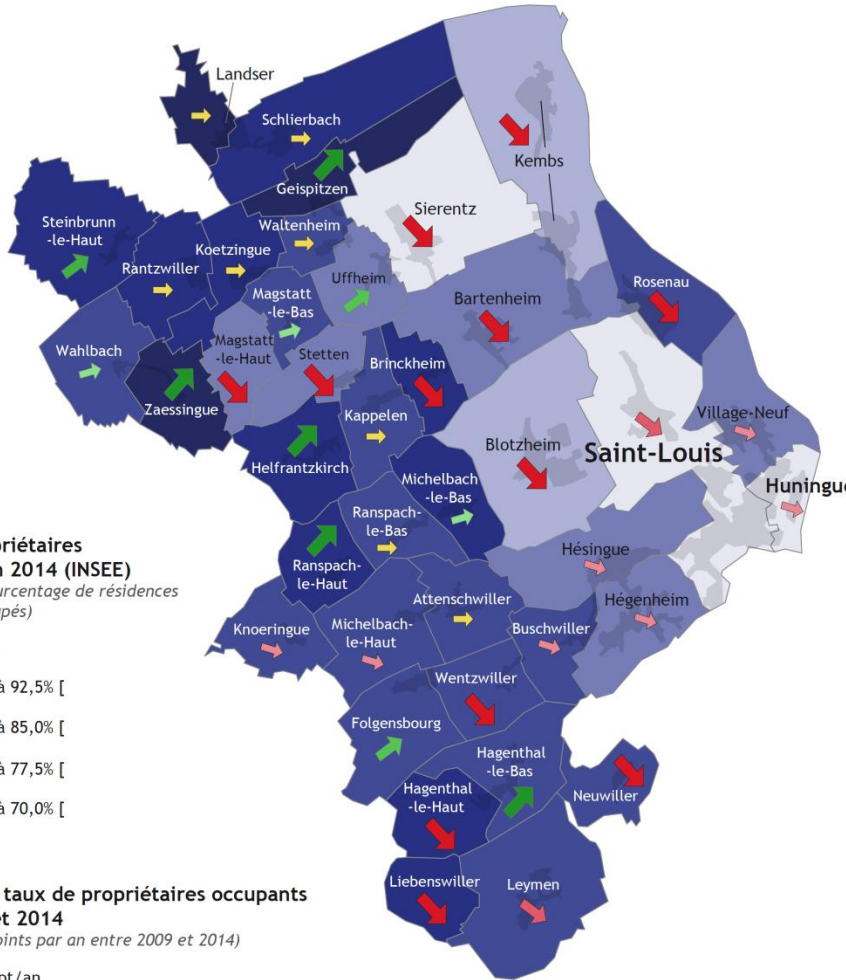 Landser
Schlierbach
Kembs
Geispitzen
Steinbrunn
-le-Haut
Sierentz
Waltenheim
Koetzingue
Rantzwiller
Uffheim
Rosenau
Magstatt
-le-Bas
Bartenheim
Wahlbach
Magstatt
-le-Haut
Stetten
Brinckheim
Zaessingue
Kappelen
Village-Neuf
Blotzheim
Saint-Louis
Helfrantzkirch
Michelbach
-le-Bas
Huningue
Ranspach
-le-Bas
Hésingue
Ranspach
-le-Haut
Attenschwiller
Hégenheim
Knoeringue
Michelbach-
le-Haut
Buschwiller
Wentzwiller
Folgensbourg
Hagenthal
-le-Bas
Hagenthal
-le-Haut
Neuwiller
Liebenswiller
Leymen
priétaires
n 2014 (INSEE)
urcentage de résidences
upés)
à 92,5% [
à 85,0% [
à 77,5% [
à 70,0% [
taux de propriétaires occupants
et 2014
oints par an entre 2009 et 2014)
pt/an